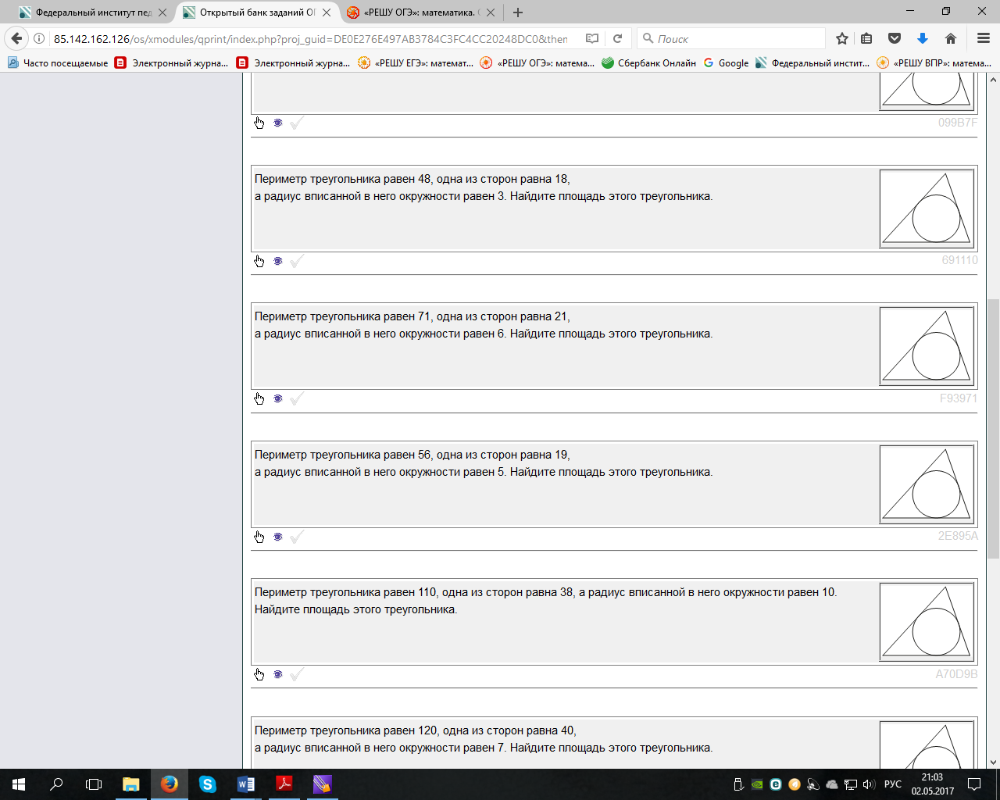 Федеральный институт пед
Открытый банк заданий ОГ
«РЕШУ ОГЭ»: математика. 
85.142.162.126/os/xmodules/qprint/index.php?proj_guid=DE0E276E497AB3784C3FC4CC20248DC0&then
Поиск
Часто посещаемые
Электронный журна...
Электронный журна...
«РЕШУ ЕГЭ»: математ...
«РЕШУ ОГЭ»: матема...
Сбербанк Онлайн
Google
Федеральный инстит...
«РЕШУ ВПР»: матема...
099B7F
Периметр треугольника равен 48, одна из сторон равна 18,
а радиус вписанной в него окружности равен 3. Найдите площадь этого треугольника.
691110
Периметр треугольника равен 71, одна из сторон равна 21,
а радиус вписанной в него окружности равен 6. Найдите площадь этого треугольника.
F93971
Периметр треугольника равен 56, одна из сторон равна 19,
а радиус вписанной в него окружности равен 5. Найдите площадь этого треугольника.
2E895A
Периметр треугольника равен 110, одна из сторон равна 38, а радиус вписанной в него окружности равен 10.
Найдите площадь этого треугольника.
A70D9B
Периметр треугольника равен 120, одна из сторон равна 40,
а радиус вписанной в него окружности равен 7. Найдите площадь этого треугольника.
РУС
21:03
02.05.2017